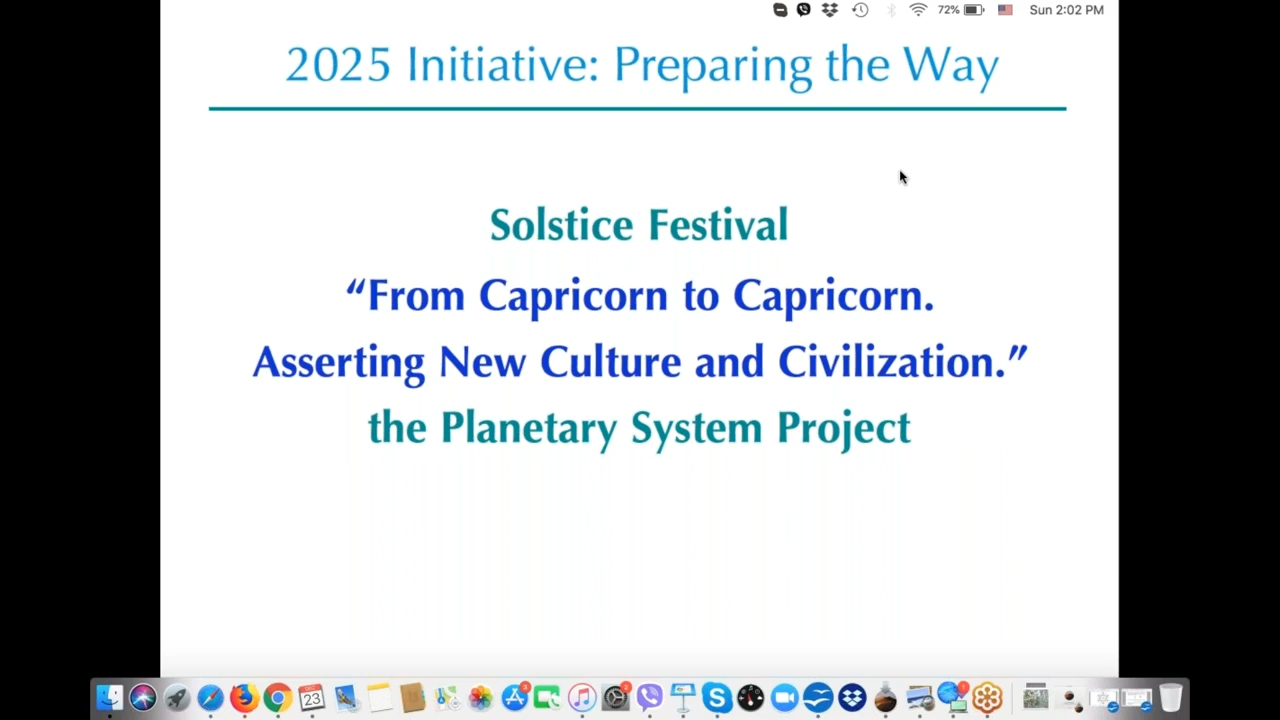 72% Sun 2:02 PM
2025 Initiative: Preparing the Way
Solstice Festival
“From Capricorn to Capricorn.
Asserting New Culture and Civilization.”
the Planetary System Project
23